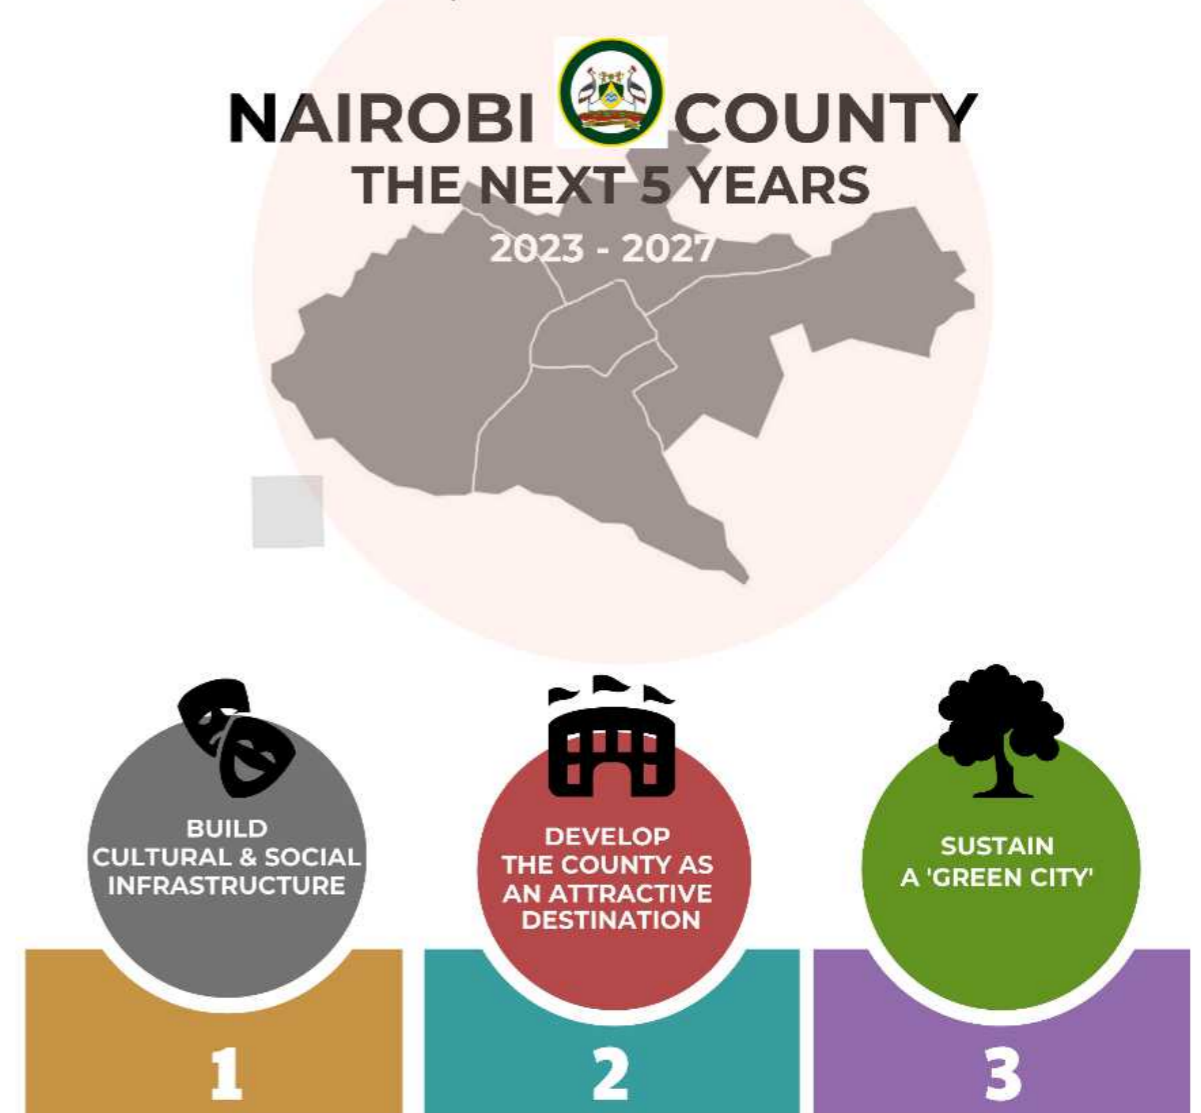 NAIROBI COUNTY
THE NEXT 5 YEARS
2023 - 2027
BUILD
CULTURAL & SOCIAL
INFRASTRUCTURE
DEVELOP
THE COUNTY AS
AN ATTRACTIVE
DESTINATION
SUSTAIN
A 'GREEN CITY'
1
2
3